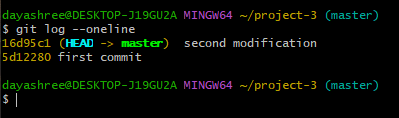 dayashree@DESKTOP-J19GU2A MINGW64 ~/project-3 (master)
$ git log --oneline
16d95c1 (HEAD -> master) second modification
5d12280 first commit
dayashree@DESKTOP-J19GU2A MINGW64 ~/project-3 (master)
$